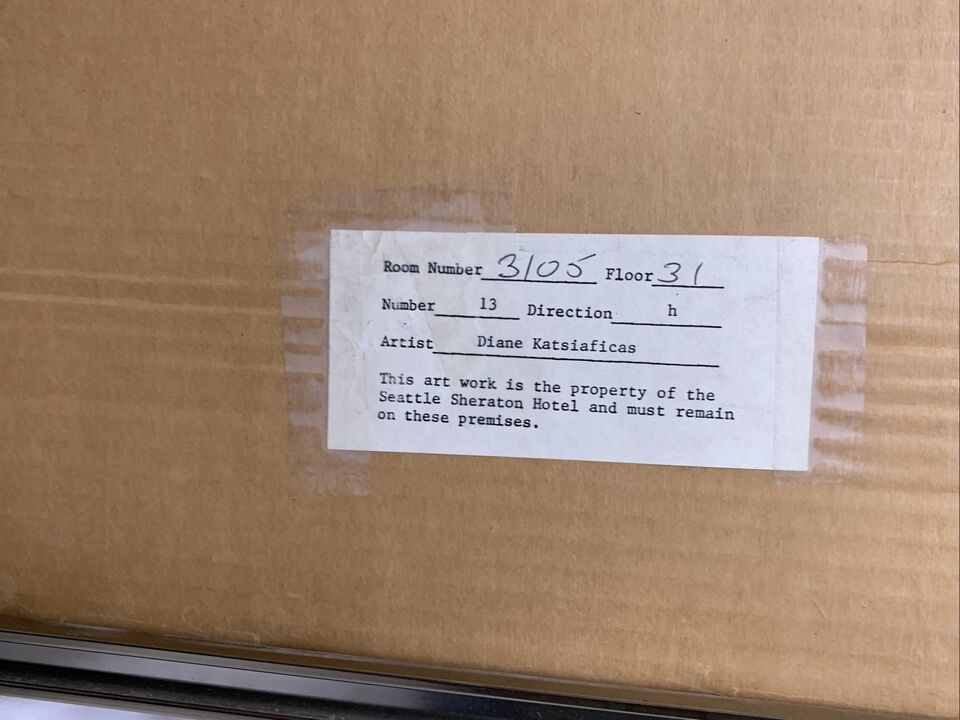 Room Number 3105 Floor 31
Number 13 Direction h
Artist Diane Katsiaficas
This art work is the property of the
Seattle Sheraton Hotel and must remain
on these premises.